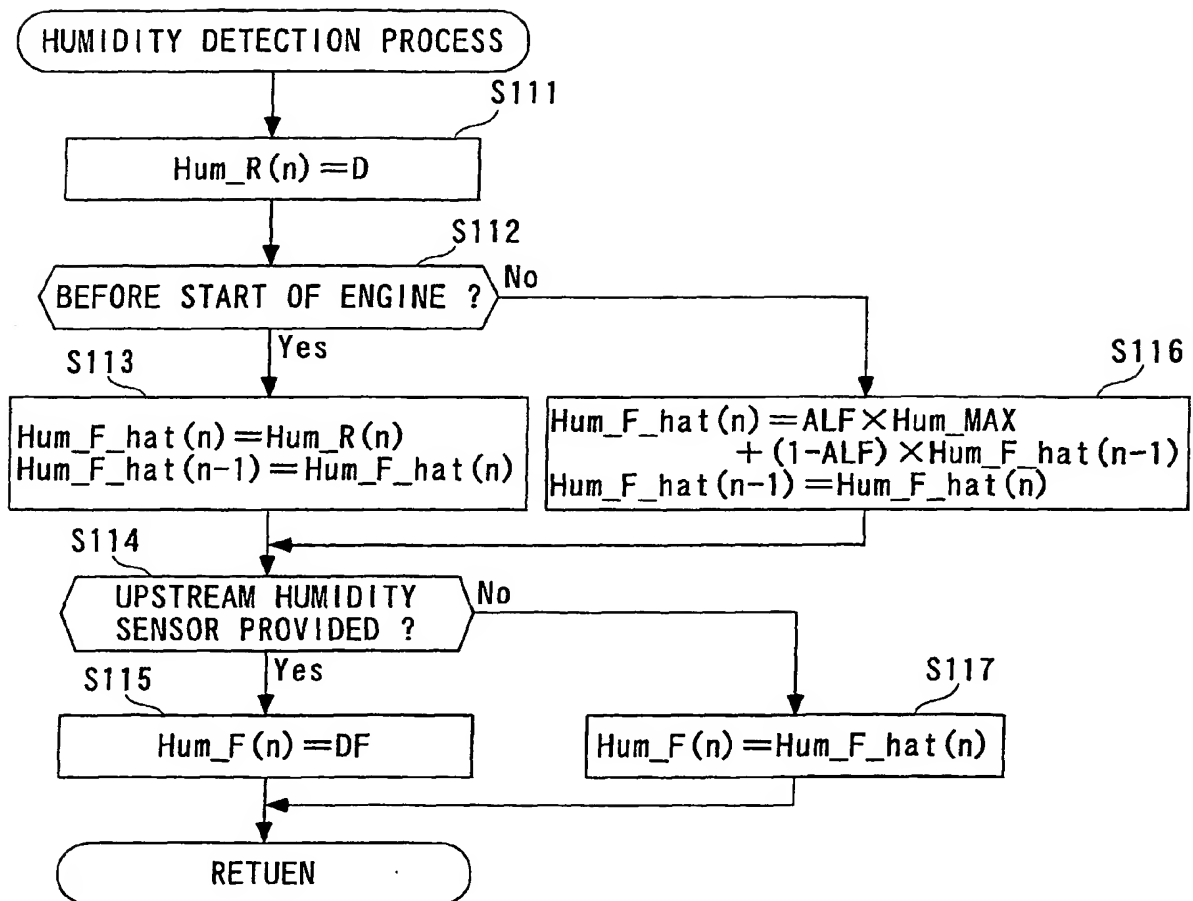 HUMIDITY DETECTION PROCESS
S111
Hum_R(n)=D
S112
BEFORE START OF ENGINE ?
No
Yes
S113
Hum_F_hat(n)=Hum_R(n)
Hum_F_hat(n-1)=Hum_F_hat(n)
S116
Hum_F_hat(n)=ALF×Hum_MAX
+(1-ALF)×Hum_F_hat(n-1)
Hum_F_hat(n-1)=Hum_F_hat(n)
S114
UPSTREAM HUMIDITY
SENSOR PROVIDED ?
No
Yes
S115
Hum_F(n)=DF
S117
Hum_F(n)=Hum_F_hat(n)
RETUEN